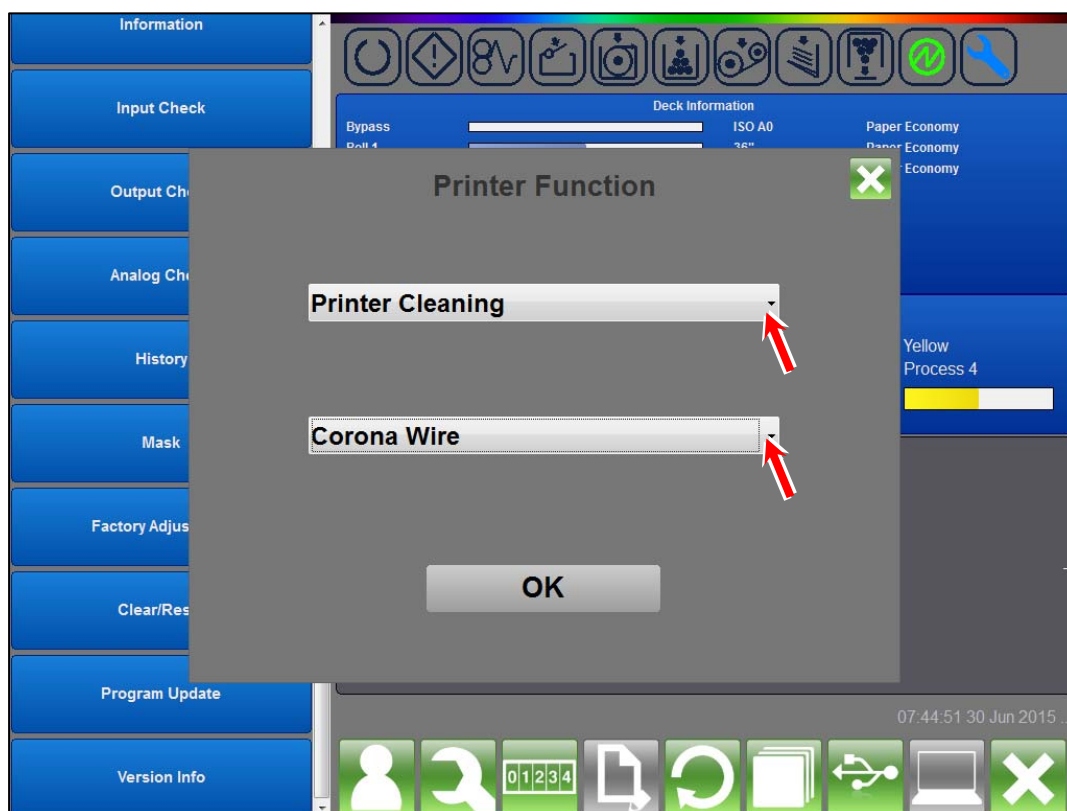 Information
Input Check
Output Ch
Analog Che
History
Mask
Factory Adjus
Clear/Res
Program Update
Version Info
Deck Information
Bypass ISO A0 Paper Economy
Roll 1 36" Paper Economy
Economy
Printer Function
Printer Cleaning
Corona Wire
OK
Yellow
Process 4
07:44:51 30 Jun 2015 ..
01234